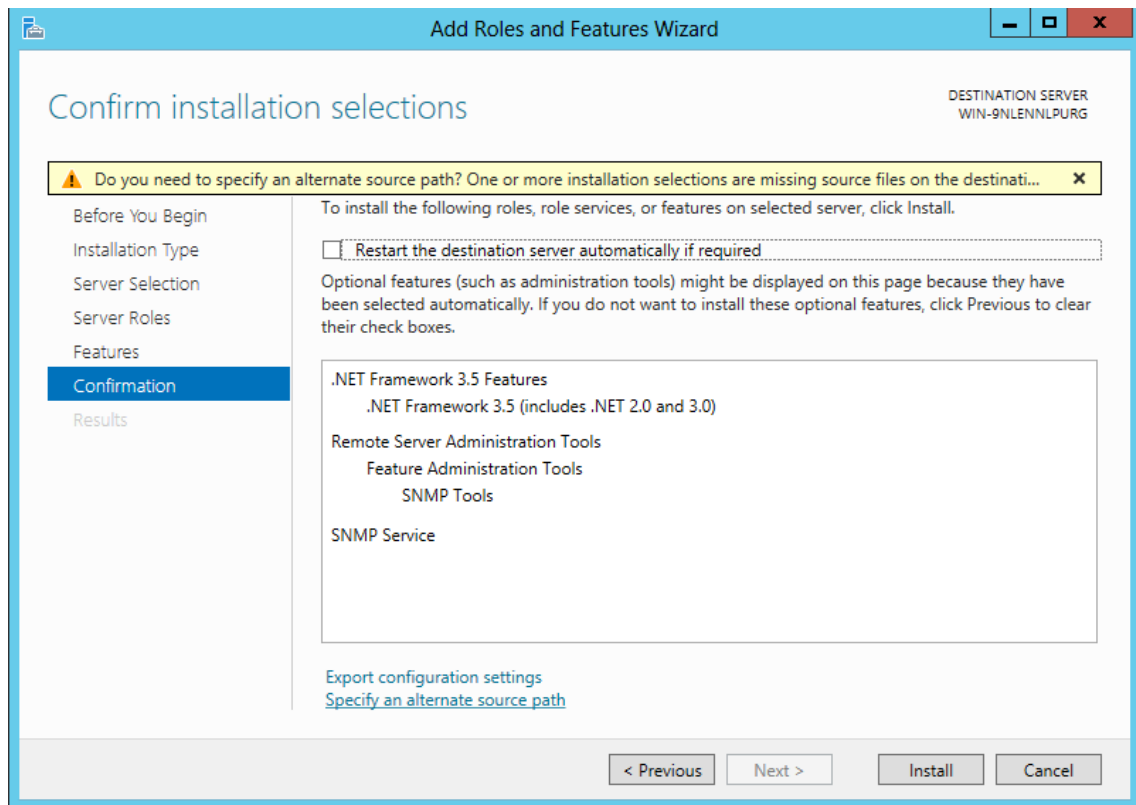 Add Roles and Features Wizard
Confirm installation selections
DESTINATION SERVER
WIN-9NLENNLPURG
Do you need to specify an alternate source path? One or more installation selections are missing source files on the destinati...
Before You Begin
Installation Type
Server Selection
Server Roles
Features
Confirmation
Results
To install the following roles, role services, or features on selected server, click Install.
Restart the destination server automatically if required
Optional features (such as administration tools) might be displayed on this page because they have
been selected automatically. If you do not want to install these optional features, click Previous to clear
their check boxes.
.NET Framework 3.5 Features
.NET Framework 3.5 (includes .NET 2.0 and 3.0)
Remote Server Administration Tools
Feature Administration Tools
SNMP Tools
SNMP Service
Export configuration settings
Specify an alternate source path
< Previous
Next >
Install
Cancel